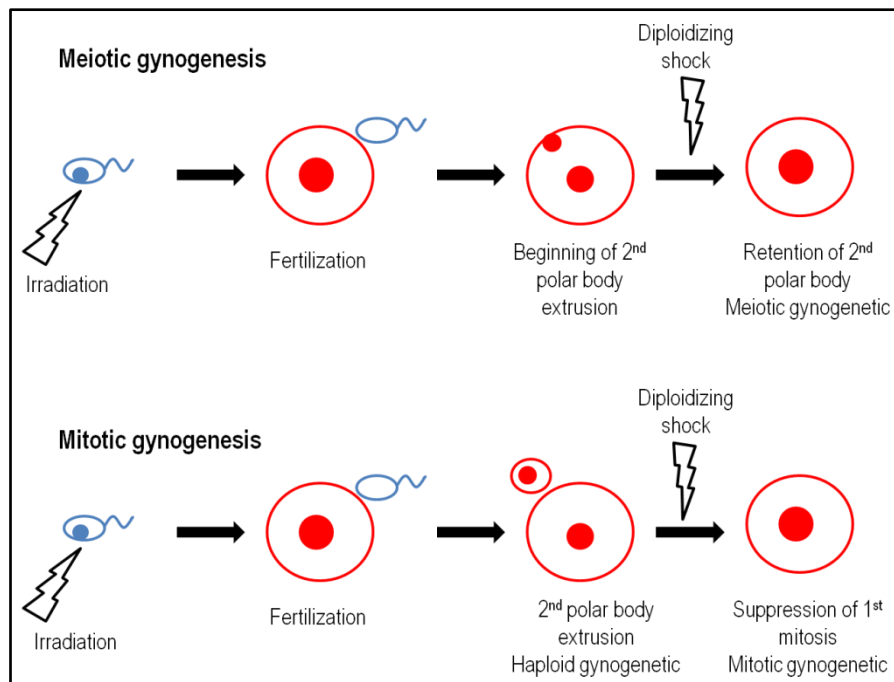 Meiotic gynogenesis
Diploidizing
shock
Irradiation
Fertilization
Beginning of 2nd
polar body
extrusion
Retention of 2nd
polar body
Meiotic gynogenetic
Mitotic gynogenesis
Diploidizing
shock
Irradiation
Fertilization
2nd polar body
extrusion
Haploid gynogenetic
Suppression of 1st
mitosis
Mitotic gynogenetic